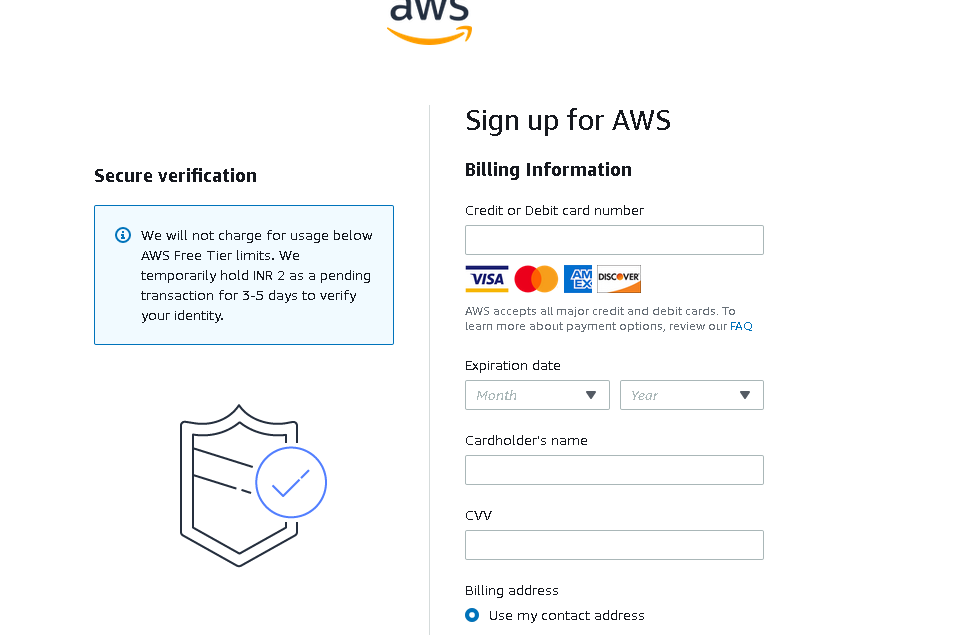 aws
Sign up for AWS
Secure verification
We will not charge for usage below
AWS Free Tier limits. We
temporarily hold INR 2 as a pending
transaction for 3-5 days to verify
your identity.
Billing Information
Credit or Debit card number
VISA
AM
EX
DISCOVER
AWS accepts all major credit and debit cards. To
learn more about payment options, review our FAQ
Expiration date
Month
Year
Cardholder's name
CVV
Billing address
Use my contact address